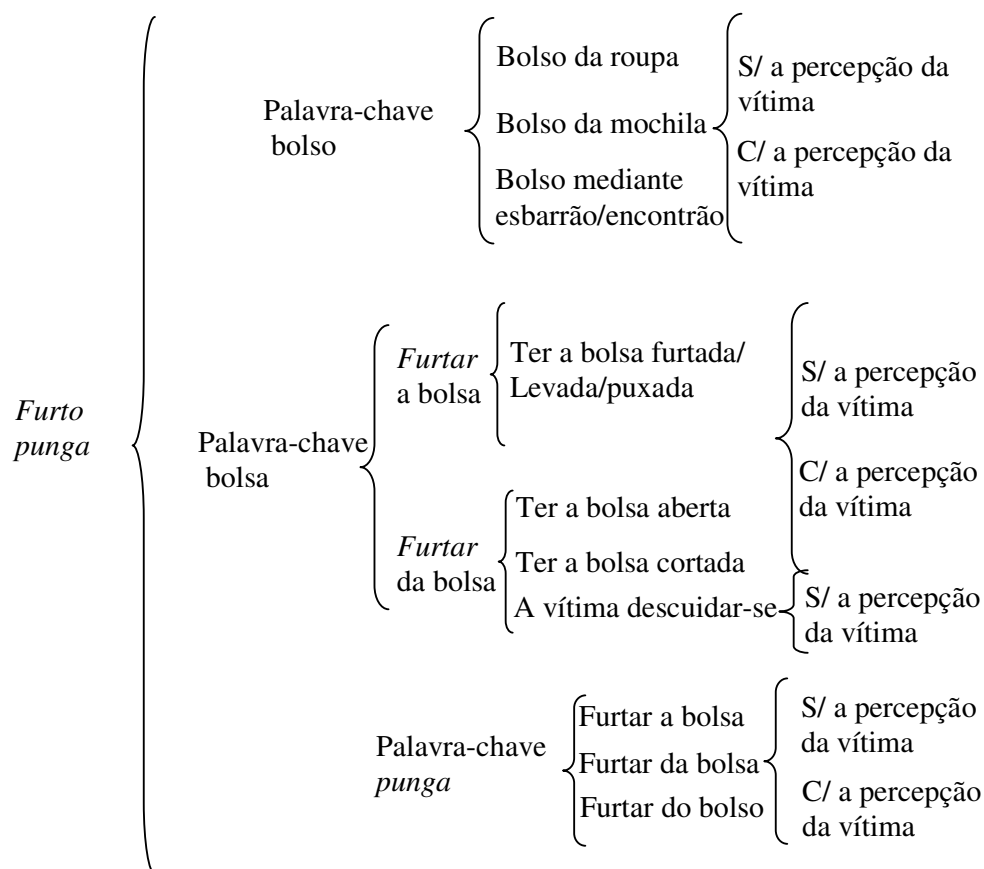 Furto
punga
Palavra-chave
bolso
Bolso da roupa
Bolso da mochila
Bolso mediante
esbarrão/encontrão
S/ a percepção da
vítima
C/ a percepção da
vítima
Palavra-chave
bolsa
Furtar
a bolsa
Ter a bolsa furtada/
Levada/puxada
Furtar
da bolsa
Ter a bolsa aberta
Ter a bolsa cortada
A vítima descuidar-se
S/ a percepção
da vítima
C/ a percepção
da vítima
S/ a percepção
da vítima
Palavra-chave
punga
Furtar a bolsa
Furtar da bolsa
Furtar do bolso
S/ a percepção
da vítima
C/ a percepção
da vítima